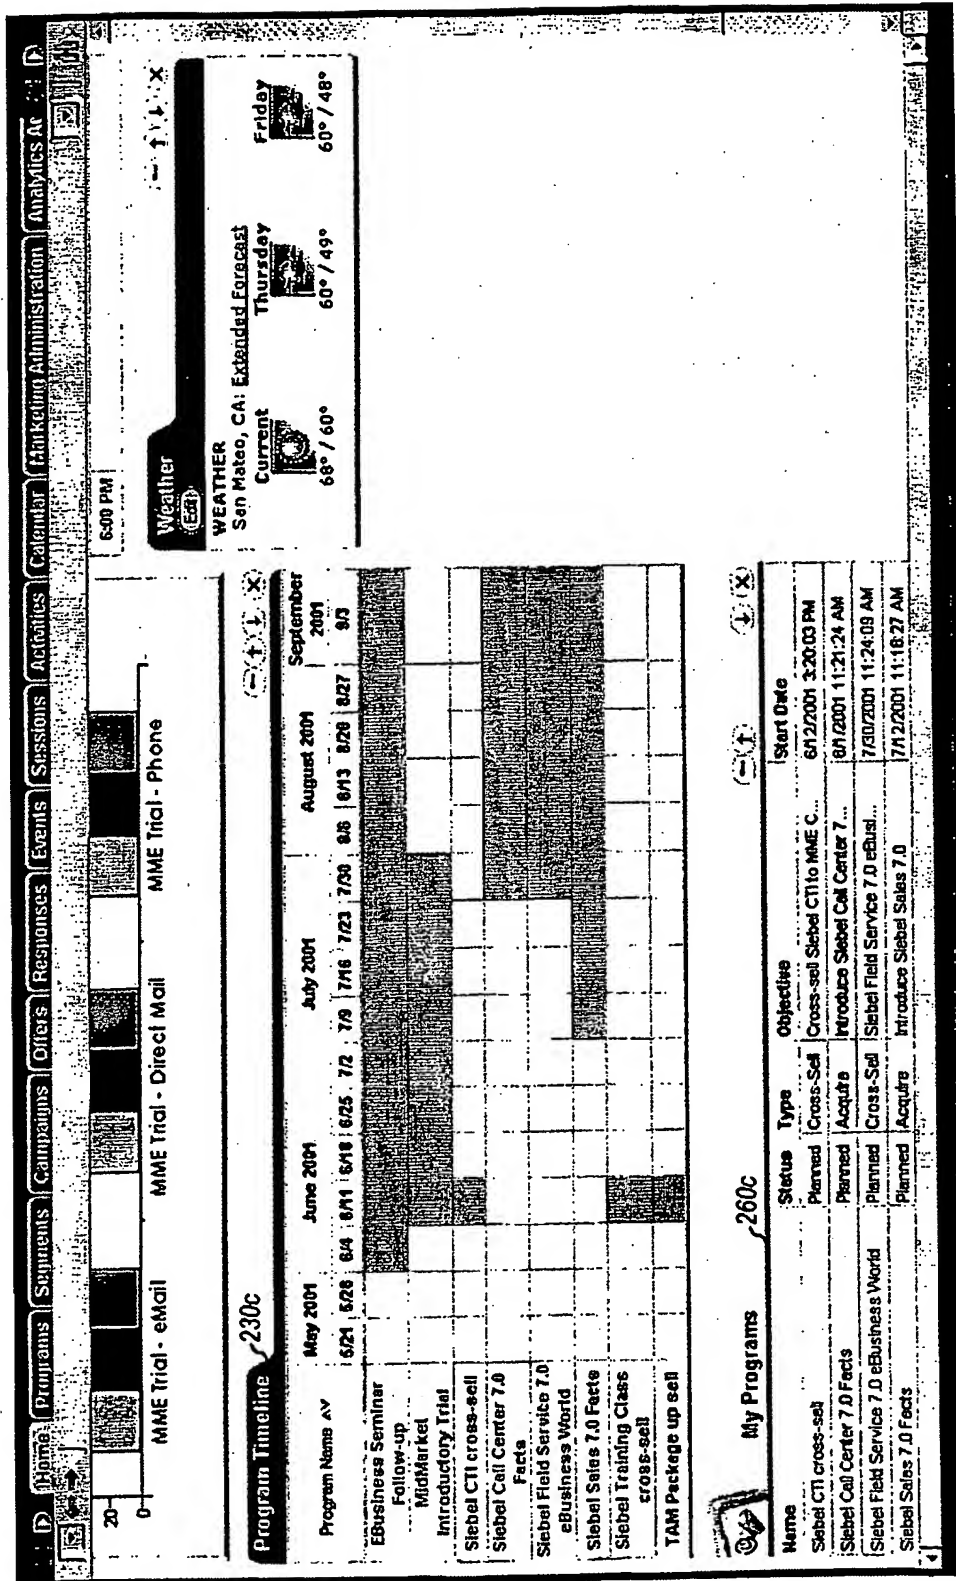 Home Programs Segments Campaigns Offers Responses Events Sessions Activities Calendar Marketing Administration Analytics Ac
20
0
MME Trial - eMail MME Trial - Direct Mail MME Trial - Phone
6:00 PM
Program Timeline 230c
Program Name
May 2001 June 2001 July 2001 August 2001 September 2001
5/21 5/28 6/4 6/11 6/18 6/25 7/2 7/9 7/16 7/23 7/30 8/6 8/13 8/20 8/27 9/3
eBusiness Seminar Follow-up
MidMarket Introductory Trial
Siebel CTI cross-sell
Siebel Call Center 7.0 Facts
Siebel Field Service 7.0 eBusiness World
Siebel Sales 7.0 Facts
Siebel Training Class cross-sell
TAM Package up sell
My Programs 260c
Name Status Type Objective Start Date
Siebel CTI cross-sell Planned Cross-Sell Cross-sell Siebel CTI to MME C... 6/12/2001 3:20:03 PM
Siebel Call Center 7.0 Facts Planned Acquire Introduce Siebel Call Center 7... 8/1/2001 11:21:24 AM
Siebel Field Service 7.0 eBusiness World Planned Cross-Sell Siebel Field Service 7.0 eBusi... 7/30/2001 11:24:09 AM
Siebel Sales 7.0 Facts Planned Acquire Introduce Siebel Sales 7.0 7/12/2001 11:18:27 AM
Weather
Edit
WEATHER
San Mateo, CA: Extended Forecast
Current Thursday Friday
68° / 60° 60° / 49° 60° / 48°